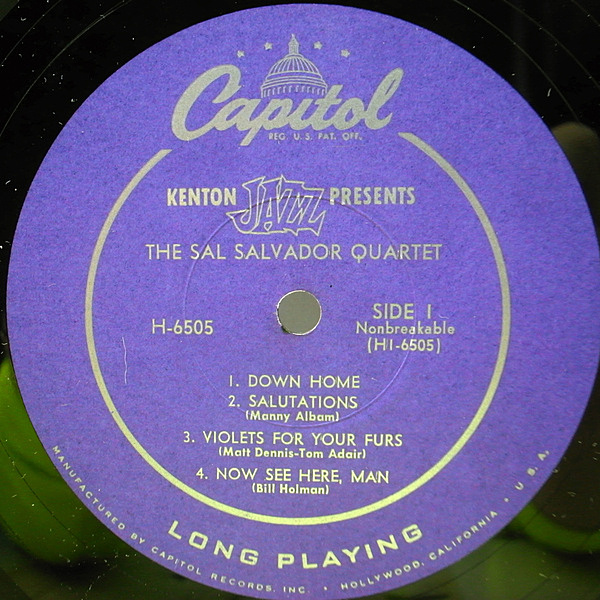 Capitol
REG. U.S. PAT. OFF.
KENTON JAZZ PRESENTS
THE SAL SALVADOR QUARTET
H-6505
SIDE 1
Nonbreakable
(H1-6505)
1. DOWN HOME
2. SALUTATIONS
(Manny Albam)
3. VIOLETS FOR YOUR FURS
(Matt Dennis-Tom Adair)
4. NOW SEE HERE, MAN
(Bill Holman)
LONG PLAYING
MANUFACTURED BY CAPITOL RECORDS, INC. • HOLLYWOOD, CALIFORNIA • U.S.A.